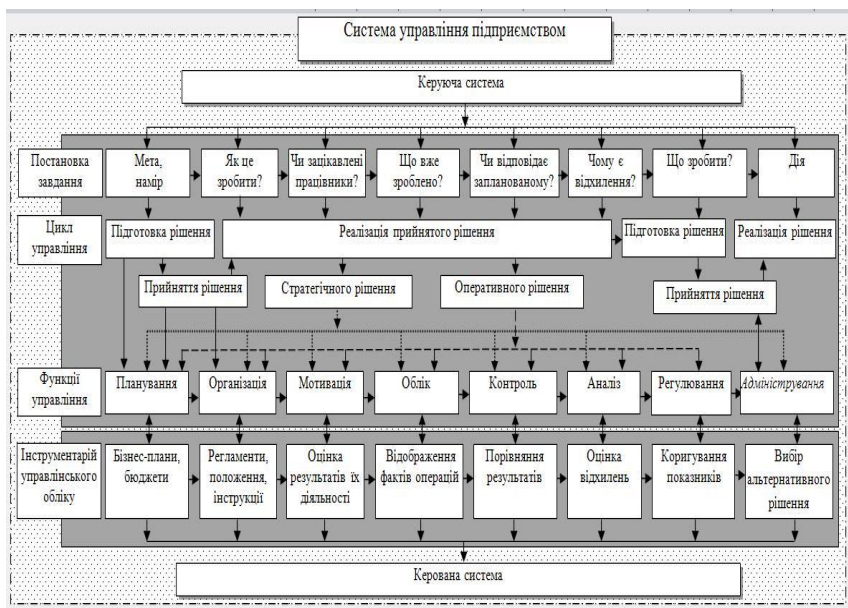 Система управління підприємством
Керуюча система
Постановка
завдання
Мета,
намір
Як це
зробити?
Чи зацікавлені
працівники?
Що вже
зроблено?
Чи відповідає
запланованому?
Чому є
відхилення?
Що зробити?
Дія
Цикл
управління
Підготовка рішення
Реалізація прийнятого рішення
Підготовка рішення
Реалізація рішення
Прийняття рішення
Стратегічного рішення
Оперативного рішення
Прийняття рішення
Функції
управління
Планування
Організація
Мотивація
Облік
Контроль
Аналіз
Регулювання
Адміністрування
Інструментарій
управлінського
обліку
Бізнес-плани,
бюджети
Регламенти,
положення,
інструкції
Оцінка
результатів їх
діяльності
Відображення
фактів операцій
Порівняння
результатів
Оцінка
відхилень
Коригування
показників
Вибір
альтернативного
рішення
Керована система